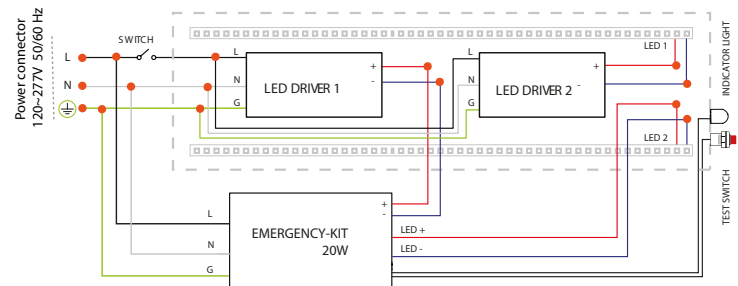 Power connector
120~277V 50/60 Hz
L
N
SWITCH
L
N
G
LED DRIVER 1
+
-
L
N
G
LED DRIVER 2
+
-
LED 1
LED 2
INDICATOR LIGHT
TEST SWITCH
L
N
G
EMERGENCY-KIT
20W
+
-
LED +
LED -